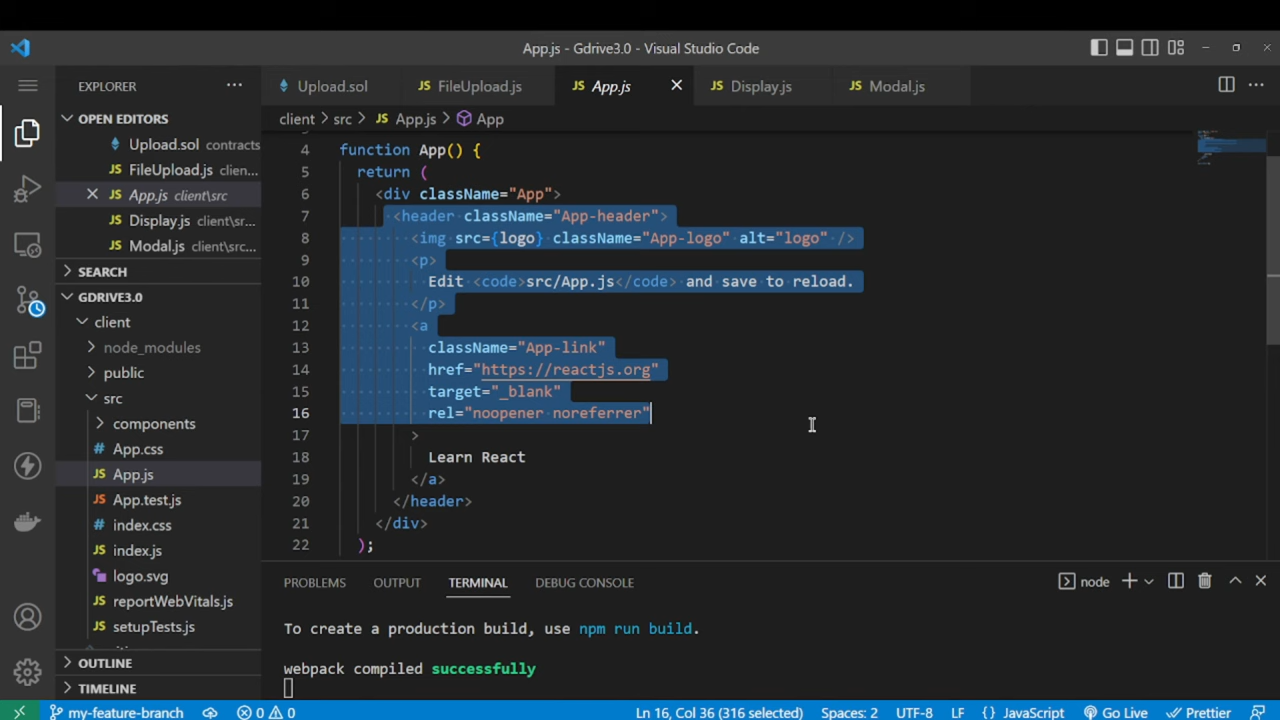 App.js - Gdrive3.0 - Visual Studio Code
EXPLORER
Upload.sol
FileUpload.js
App.js
Display.js
Modal.js
client > src > App.js > App
OPEN EDITORS
Upload.sol contracts
FileUpload.js clien...
App.js client\src
Display.js client\sr...
Modal.js client\src...
SEARCH
GDRIVE3.0
client
node_modules
public
src
components
App.css
App.js
App.test.js
index.css
index.js
logo.svg
reportWebVitals.js
setupTests.js
OUTLINE
TIMELINE
4 function App() {
5 return (
6 <div className="App">
7 <header className="App-header">
8 <img src={logo} className="App-logo" alt="logo" />
9 <p>
10 Edit <code>src/App.js</code> and save to reload.
11 </p>
12 <a
13 className="App-link"
14 href="https://reactjs.org"
15 target="_blank"
16 rel="noopener noreferrer"
17 >
18 Learn React
19 </a>
20 </header>
21 </div>
22 );
PROBLEMS OUTPUT TERMINAL DEBUG CONSOLE
node
To create a production build, use npm run build.
webpack compiled successfully
my-feature-branch 0 0 Ln 16, Col 36 (316 selected) Spaces: 2 UTF-8 LF {} JavaScript Go Live Prettier